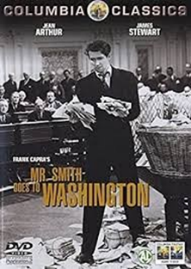 COLUMBIA CLASSICS
JEAN JAMES
ARTHUR STEWART
FRANK CAPRA'S
MR. SMITH
GOES TO WASHINGTON
DVD
VIDEO